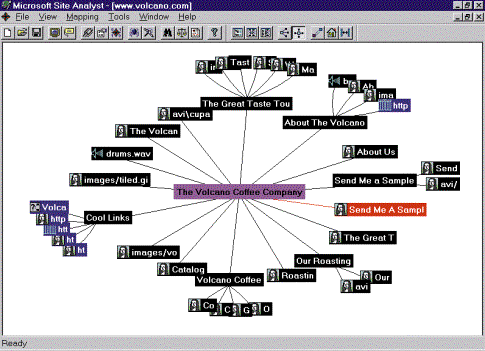 Microsoft Site Analyst - [www.volcano.com]
File View Mapping Tools Window Help
Tast
Ma
The Great Taste Tou
About The Volcano
Ab
ima
http
avi\cupa
The Volcan
drums.wav
images/tiled.gi
About Us
Send Me a Sample
Send
avi/
The Volcano Coffee Company
Send Me A Sampl
Volca
http
htt
ht
ht
Cool Links
The Great T
images/vo
Catalog
Volcano Coffee
Roastin
Our Roasting
Our
avi
Co
C
G
O
Ready